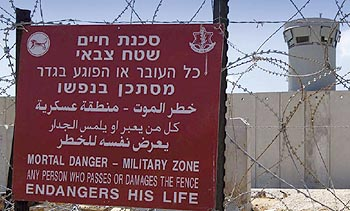 סכנת חיים
שטח צבאי
כל העובר או הפוגע בגדר
מסתכן בנפשו
خطر الموت - منطقة عسكرية
كل من يعبر او يلمس الجدار
يعرض نفسه للخطر
MORTAL DANGER – MILITARY ZONE
ANY PERSON WHO PASSES OR DAMAGES THE FENCE
ENDANGERS HIS LIFE